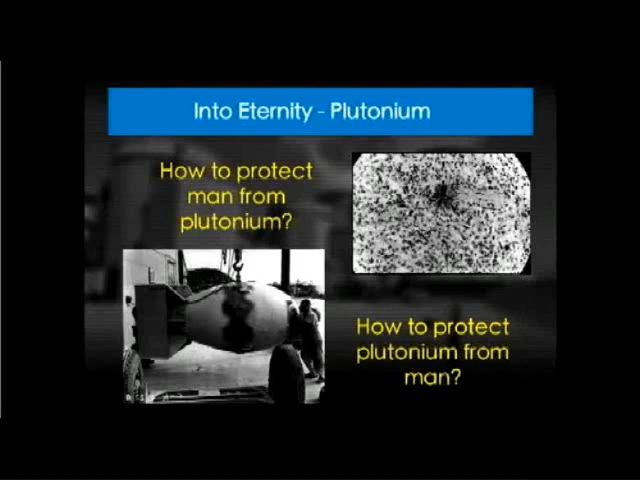 Into Eternity - Plutonium
How to protect
man from
plutonium?
How to protect
plutonium from
man?